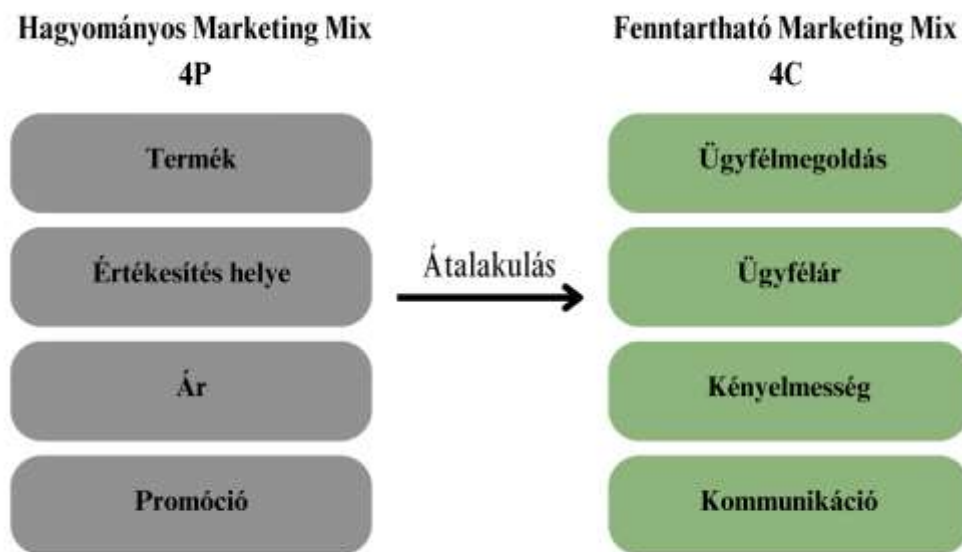 Hagyományos Marketing Mix
4P
Termék
Értékesítés helye
Ár
Promóció
Átalakulás
Fenntartható Marketing Mix
4C
Ügyfélmegoldás
Ügyfélár
Kényelmesség
Kommunikáció